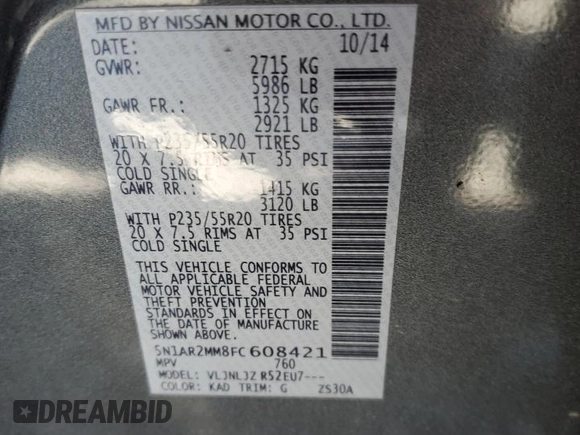 MFD BY NISSAN MOTOR CO., LTD.
DATE: 10/14
GVWR: 2715 KG
5986 LB
GAWR FR.: 1325 KG
2921 LB
WITH P235/55R20 TIRES
20 X 7.5 RIMS AT 35 PSI
COLD SINGLE
GAWR RR.: 1415 KG
3120 LB
WITH P235/55R20 TIRES
20 X 7.5 RIMS AT 35 PSI
COLD SINGLE
THIS VEHICLE CONFORMS TO
ALL APPLICABLE FEDERAL
MOTOR VEHICLE SAFETY AND
THEFT PREVENTION
STANDARDS IN EFFECT ON
THE DATE OF MANUFACTURE
SHOWN ABOVE.
5N1AR2MM8FC608421
MPV 760
MODEL: VLJNLJZ R52EU7---
COLOR: KAD TRIM: G ZS30A
DREAMBID